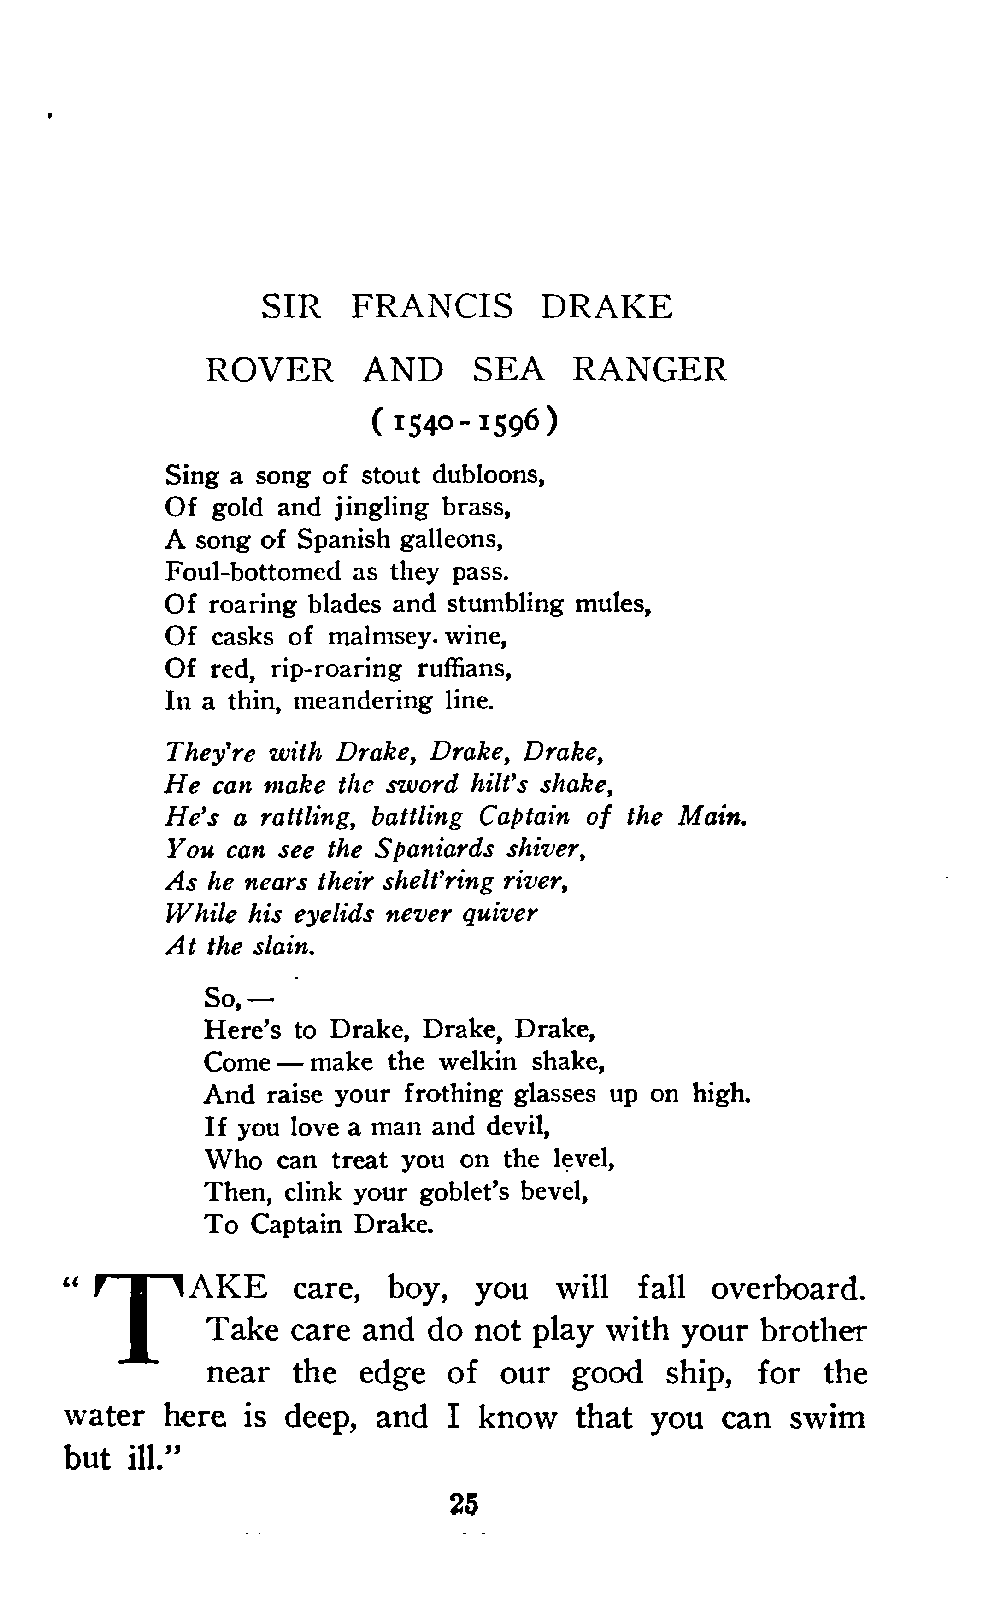 SIR FRANCIS DRAKE
ROVER AND SEA RANGER
(1540-1596)
Sing a song of stout dubloons,
Of gold and jingling brass,
A song of Spanish galleons,
Foul-bottomed as they pass.
Of roaring blades and stumbling mules,
Of casks of malmsey. wine,
Of red, rip-roaring ruffians,
In a thin, meandering line.
They're with Drake, Drake, Drake,
He can make the sword hilt's shake,
He's a rattling, battling Captain of the Main.
You can see the Spaniards shiver,
As he nears their shelt'ring river,
While his eyelids never quiver
At the slain.
So,—
Here's to Drake, Drake, Drake,
Come — make the welkin shake,
And raise your frothing glasses up on high.
If you love a man and devil,
Who can treat you on the level,
Then, clink your goblet's bevel,
To Captain Drake.
“TAKE care, boy, you will fall overboard.
Take care and do not play with your brother
near the edge of our good ship, for the
water here is deep, and I know that you can swim
but ill.”
25